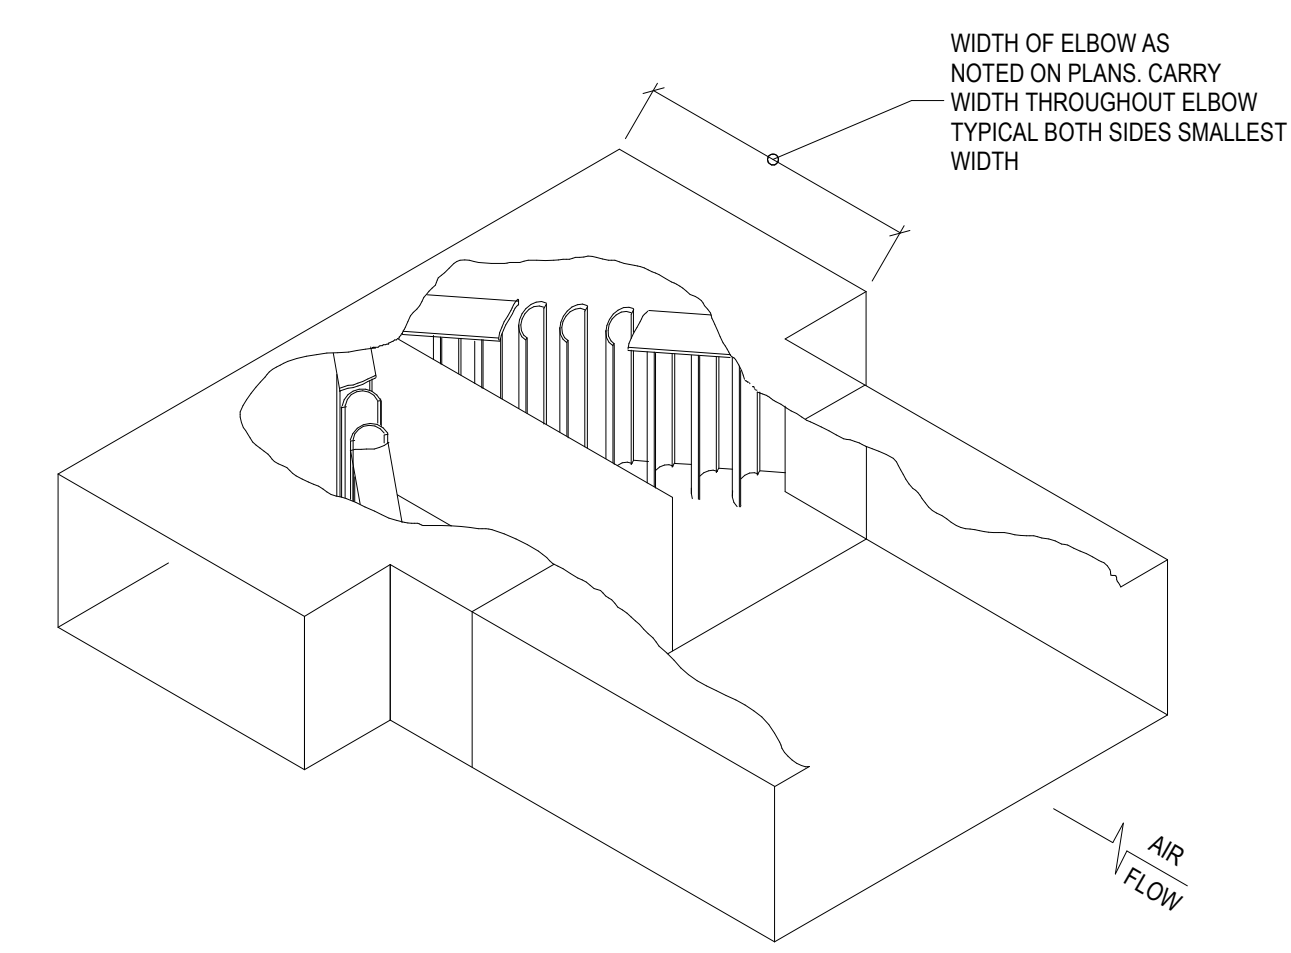 WIDTH OF ELBOW AS
NOTED ON PLANS. CARRY
WIDTH THROUGHOUT ELBOW
TYPICAL BOTH SIDES SMALLEST
WIDTH
AIR
FLOW